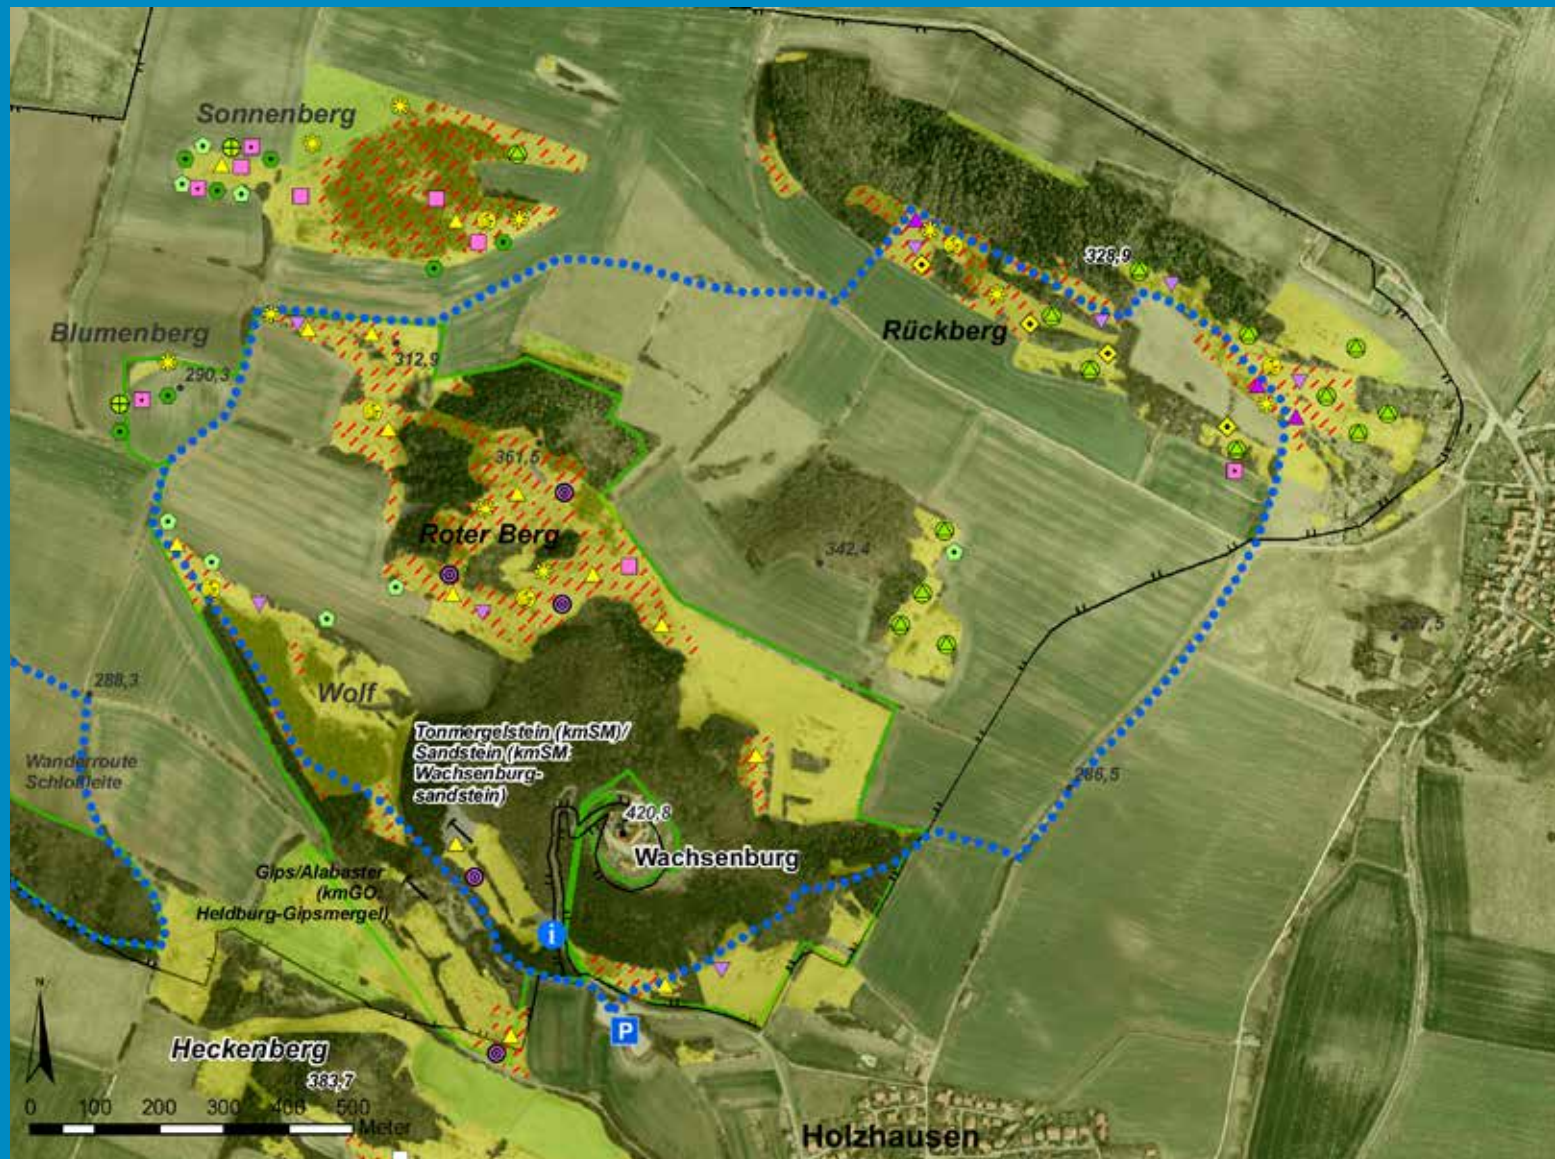 Sonnenberg
328,9
Rückberg
Blumenberg
312,9
290,3
361,5
Roter Berg
342,4
297,5
288,3
Wolf
Tonmergelstein (kmSM)/
Sandstein (kmSM:
Wachsenburg-
sandstein)
Wanderroute
Schloßleite
286,5
420,8
Wachsenburg
Gips/Alabaster
(kmGO:
Heldburg-Gipsmergel)
i
N
P
Heckenberg
383,7
0 100 200 300 400 500
Meter
Holzhausen